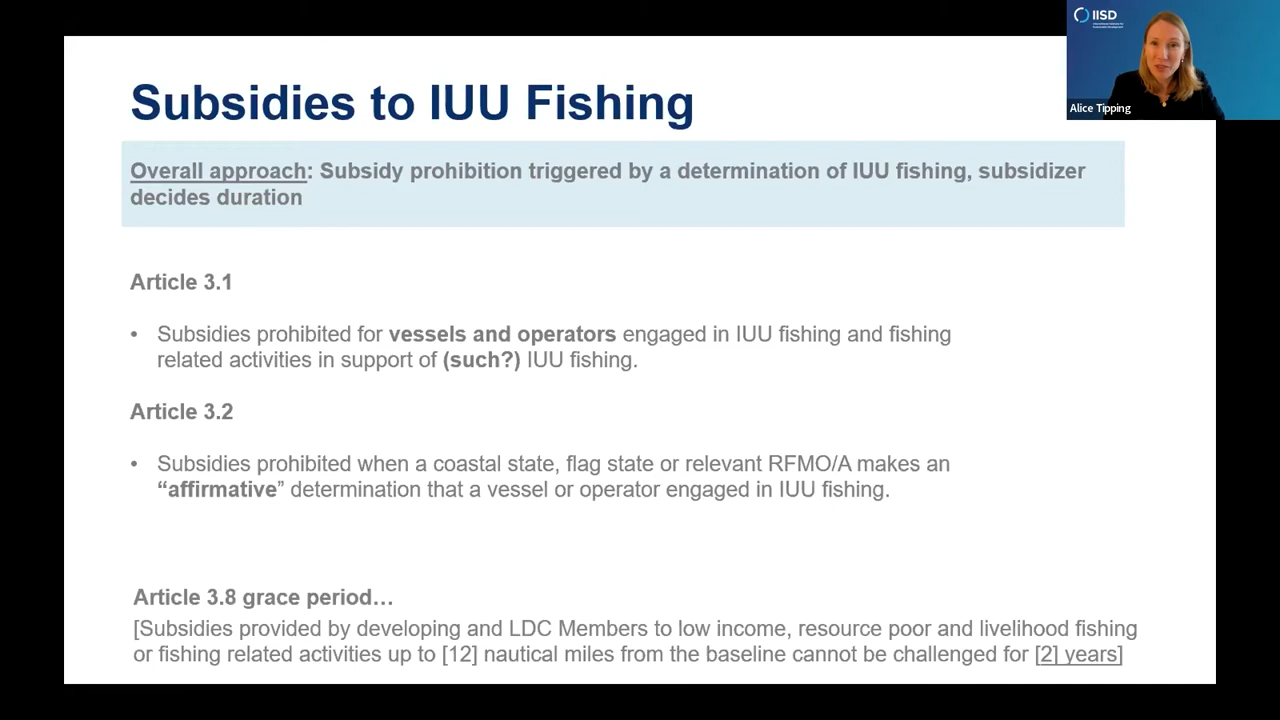 IISD
Alice Tipping
Subsidies to IUU Fishing
Overall approach: Subsidy prohibition triggered by a determination of IUU fishing, subsidizer
decides duration
Article 3.1
• Subsidies prohibited for vessels and operators engaged in IUU fishing and fishing
related activities in support of (such?) IUU fishing.
Article 3.2
• Subsidies prohibited when a coastal state, flag state or relevant RFMO/A makes an
“affirmative” determination that a vessel or operator engaged in IUU fishing.
Article 3.8 grace period…
[Subsidies provided by developing and LDC Members to low income, resource poor and livelihood fishing
or fishing related activities up to [12] nautical miles from the baseline cannot be challenged for [2] years]